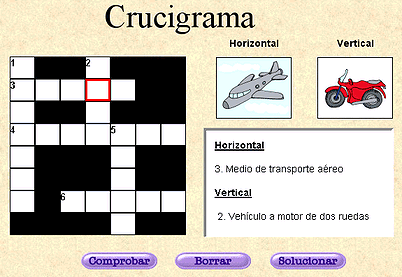 Crucigrama
Horizontal
Vertical
1
2
3
4
5
6
Horizontal
3. Medio de transporte aéreo
Vertical
2. Vehículo a motor de dos ruedas
Comprobar
Borrar
Solucionar